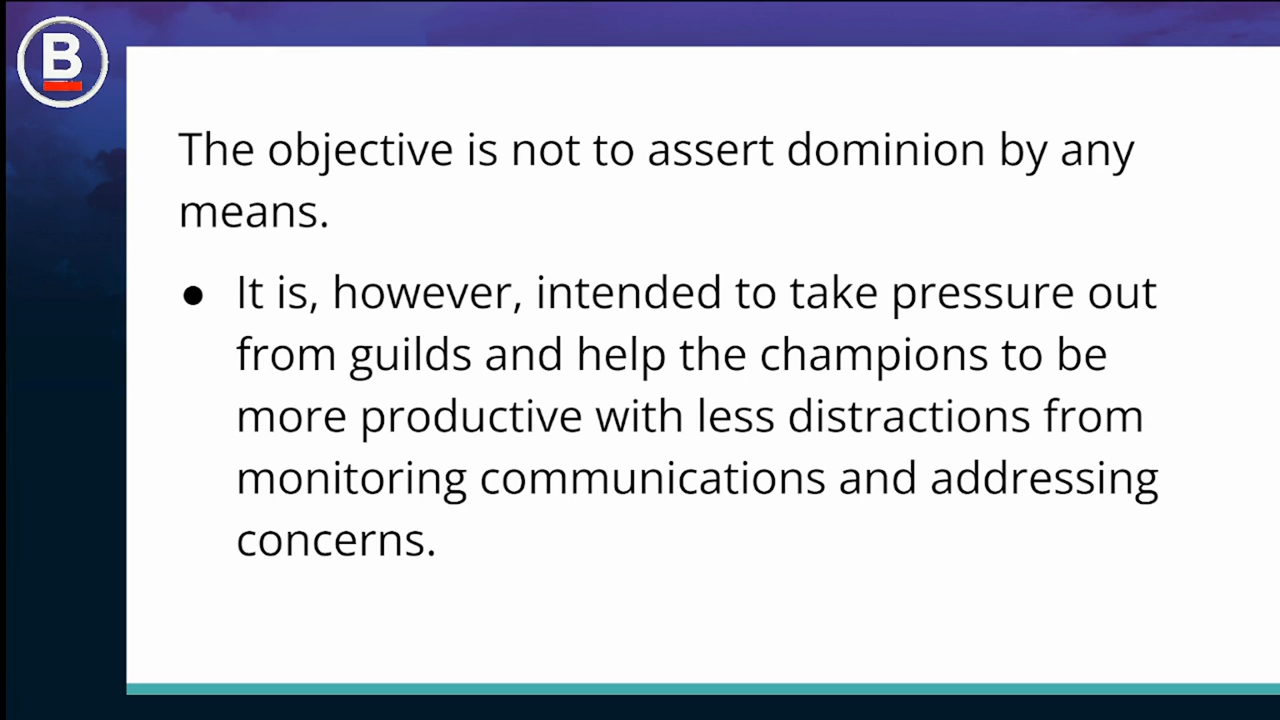 B
The objective is not to assert dominion by any
means.
● It is, however, intended to take pressure out
from guilds and help the champions to be
more productive with less distractions from
monitoring communications and addressing
concerns.